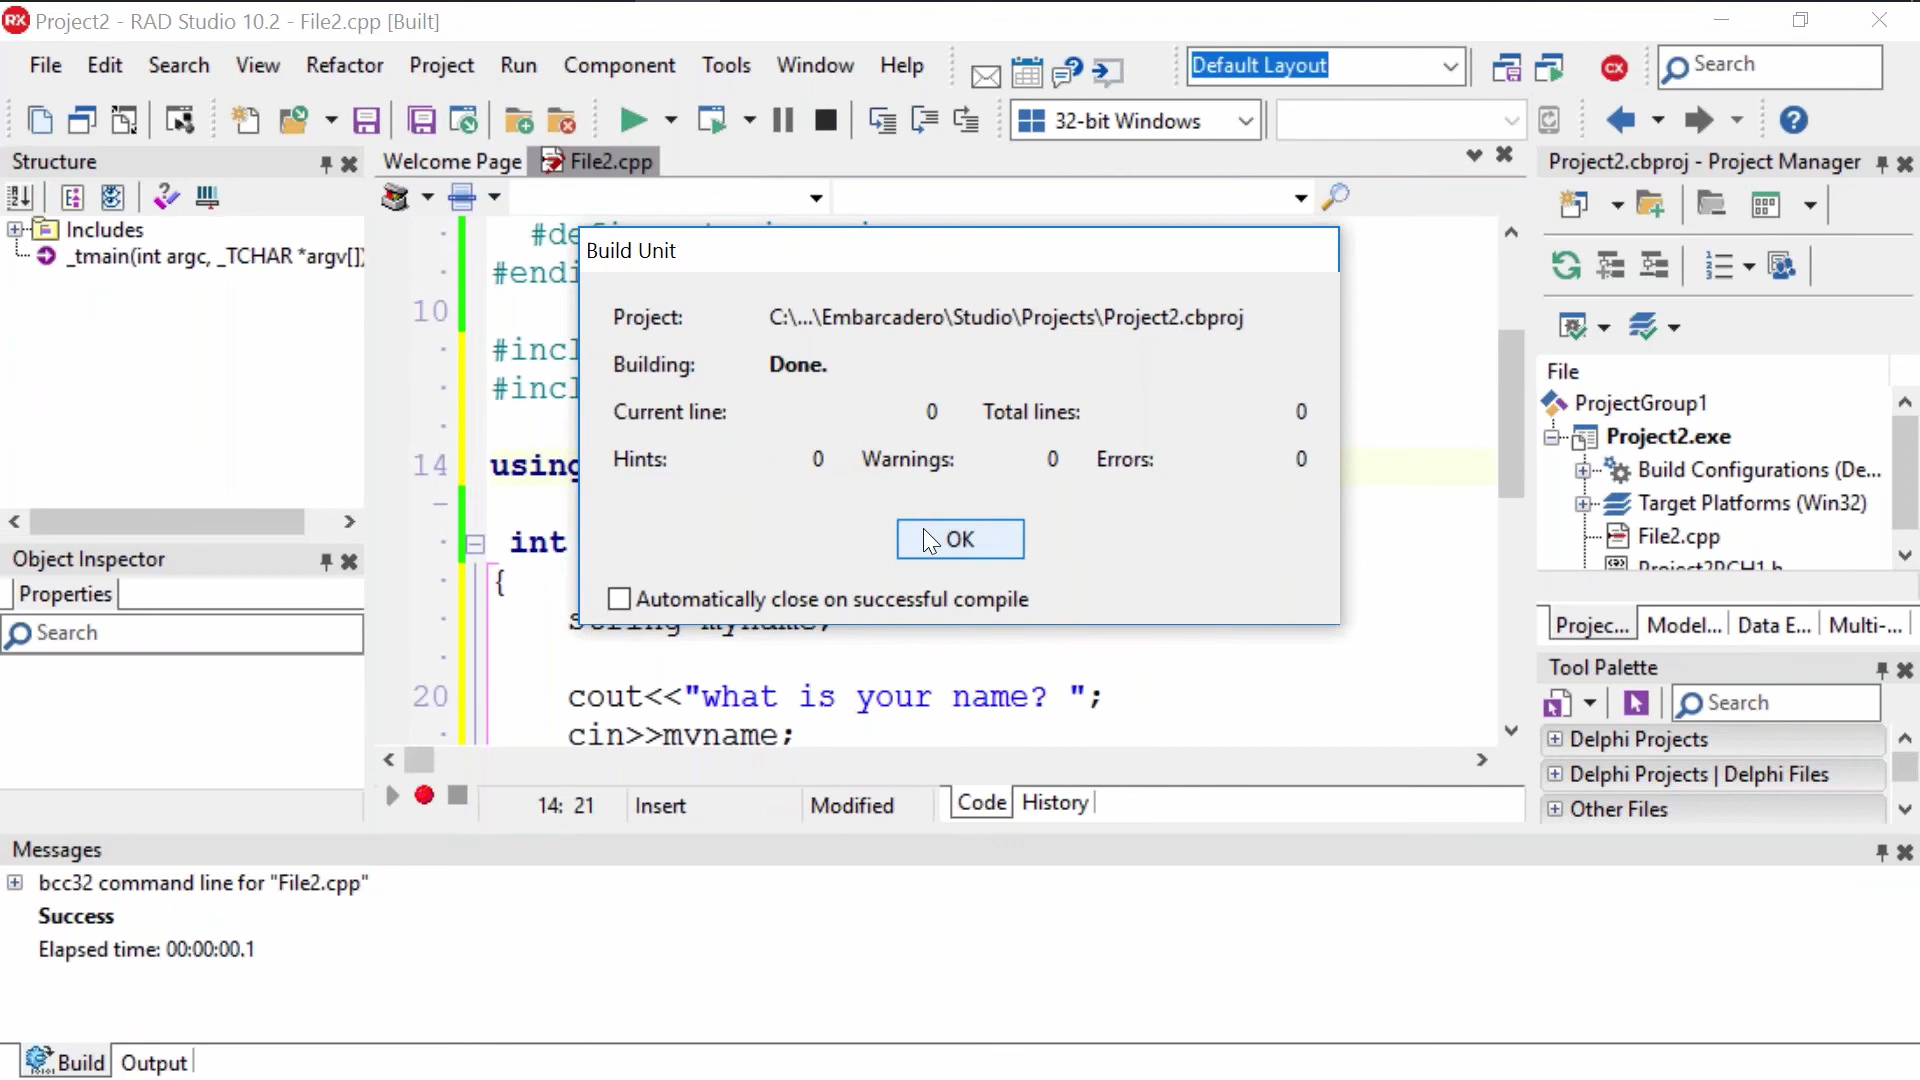 RX Project2 - RAD Studio 10.2 - File2.cpp [Built]
File Edit Search View Refactor Project Run Component Tools Window Help Default Layout CX Search
32-bit Windows
Structure
Welcome Page File2.cpp
Project2.cbproj - Project Manager
Includes
_tmain(int argc, _TCHAR *argv[])
#endi
10
#incl
#incl
14 using
int
{
string myname;
20 cout<<"what is your name? ";
cin>>myname;
Build Unit
Project: C:\...\Embarcadero\Studio\Projects\Project2.cbproj
Building: Done.
Current line: 0 Total lines: 0
Hints: 0 Warnings: 0 Errors: 0
OK
Automatically close on successful compile
14: 21 Insert Modified Code History
Object Inspector
Properties
Search
File
ProjectGroup1
Project2.exe
Build Configurations (De...
Target Platforms (Win32)
File2.cpp
Project2PCH1.h
Projec... Model... Data E... Multi-...
Tool Palette
Search
Delphi Projects
Delphi Projects | Delphi Files
Other Files
Messages
bcc32 command line for "File2.cpp"
Success
Elapsed time: 00:00:00.1
Build Output